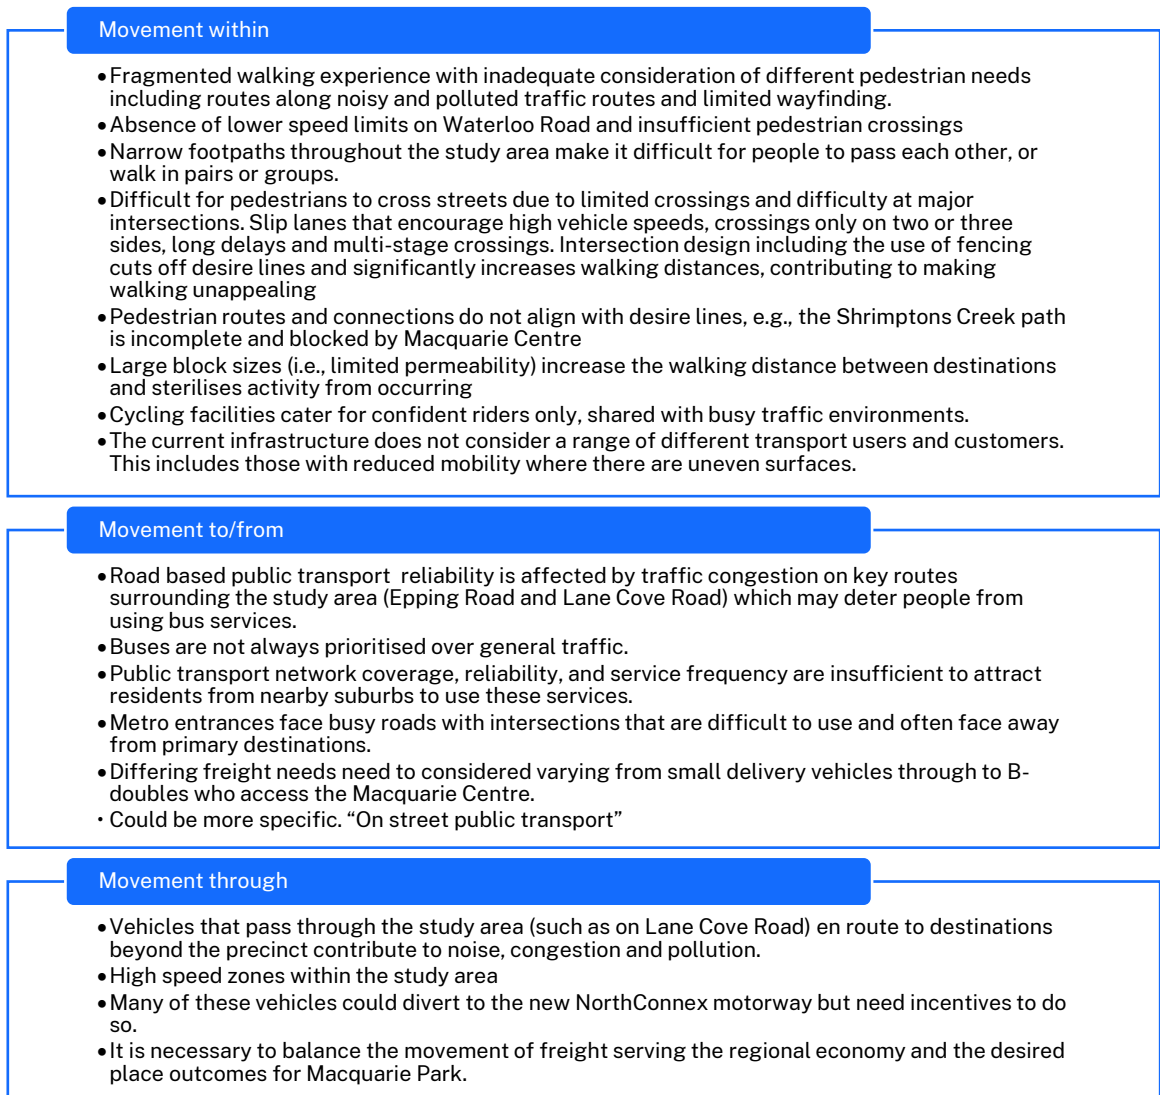 Movement within
•Fragmented walking experience with inadequate consideration of different pedestrian needs
including routes along noisy and polluted traffic routes and limited wayfinding.
•Absence of lower speed limits on Waterloo Road and insufficient pedestrian crossings
•Narrow footpaths throughout the study area make it difficult for people to pass each other, or
walk in pairs or groups.
•Difficult for pedestrians to cross streets due to limited crossings and difficulty at major
intersections. Slip lanes that encourage high vehicle speeds, crossings only on two or three
sides, long delays and multi-stage crossings. Intersection design including the use of fencing
cuts off desire lines and significantly increases walking distances, contributing to making
walking unappealing
•Pedestrian routes and connections do not align with desire lines, e.g., the Shrimptons Creek path
is incomplete and blocked by Macquarie Centre
•Large block sizes (i.e., limited permeability) increase the walking distance between destinations
and sterilises activity from occurring
•Cycling facilities cater for confident riders only, shared with busy traffic environments.
•The current infrastructure does not consider a range of different transport users and customers.
This includes those with reduced mobility where there are uneven surfaces.
Movement to/from
•Road based public transport  reliability is affected by traffic congestion on key routes
surrounding the study area (Epping Road and Lane Cove Road) which may deter people from
using bus services.
•Buses are not always prioritised over general traffic.
•Public transport network coverage, reliability, and service frequency are insufficient to attract
residents from nearby suburbs to use these services.
•Metro entrances face busy roads with intersections that are difficult to use and often face away
from primary destinations.
•Differing freight needs need to considered varying from small delivery vehicles through to B-
doubles who access the Macquarie Centre.
• Could be more specific. “On street public transport”
Movement through
•Vehicles that pass through the study area (such as on Lane Cove Road) en route to destinations
beyond the precinct contribute to noise, congestion and pollution.
•High speed zones within the study area
•Many of these vehicles could divert to the new NorthConnex motorway but need incentives to do
so.
•It is necessary to balance the movement of freight serving the regional economy and the desired
place outcomes for Macquarie Park.